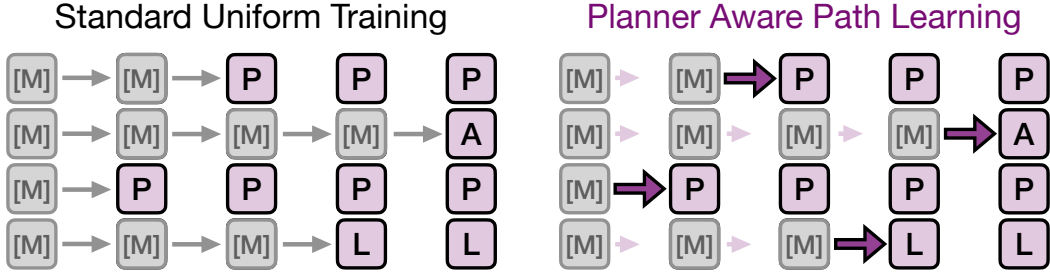 Standard Uniform Training
[M] [M] P P P
[M] [M] [M] [M] A
[M] P P P P
[M] [M] [M] L L
Planner Aware Path Learning
[M] [M] P P P
[M] [M] [M] [M] A
[M] P P P P
[M] [M] [M] L L